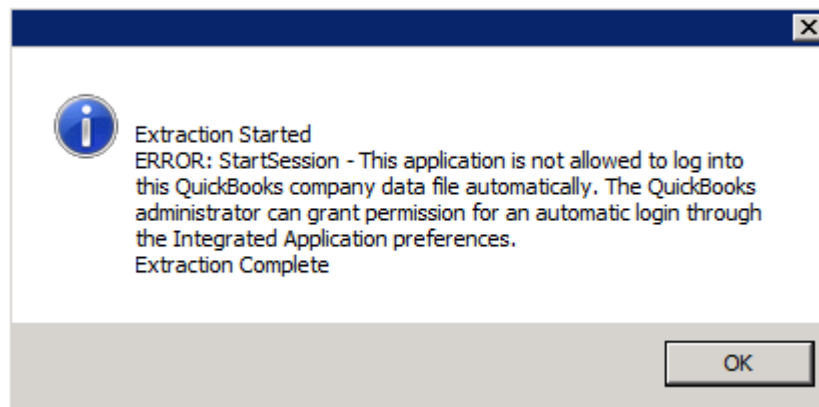 Extraction Started
ERROR: StartSession - This application is not allowed to log into
this QuickBooks company data file automatically. The QuickBooks
administrator can grant permission for an automatic login through
the Integrated Application preferences.
Extraction Complete
OK